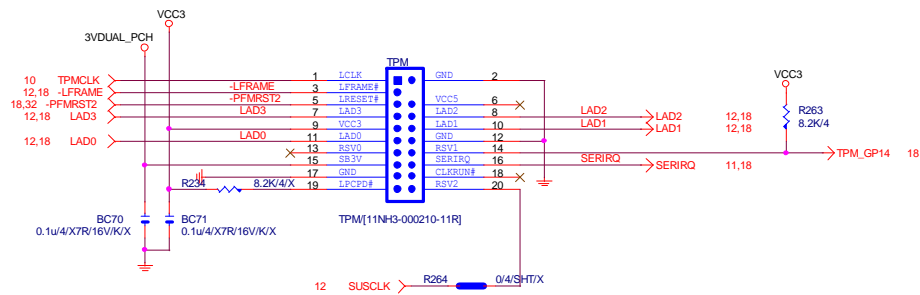 VCC3
3VDUAL_PCH
TPM
VCC3
10 TPMCLK 1 LCLK GND 2
12,18 -LFRAME -LFRAME 3 LFRAME#
18,32 -PFMRST2 -PFMRST2 5 LRESET# VCC5 6
12,18 LAD3 LAD3 7 LAD3 LAD2 8 LAD2 LAD2 12,18
9 VCC3 LAD1 10 LAD1 LAD1 12,18
12,18 LAD0 LAD0 11 LAD0 GND 12
13 RSV0 RSV1 14 TPM_GP14 18
15 SB3V SERIRQ 16 SERIRQ SERIRQ 11,18
17 GND CLKRUN# 18
R234 8.2K/4/X 19 LPCPD# RSV2 20
R263
8.2K/4
BC70
0.1u/4/X7R/16V/K/X
BC71
0.1u/4/X7R/16V/K/X
TPM/[11NH3-000210-11R]
12 SUSCLK R264 0/4/SHT/X